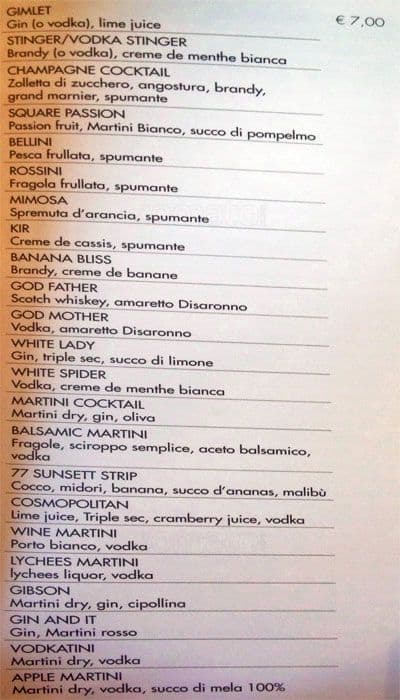 GIMLET
Gin (o vodka), lime juice
€ 7,00
STINGER/VODKA STINGER
Brandy (o vodka), creme de menthe bianca
CHAMPAGNE COCKTAIL
Zolletta di zucchero, angostura, brandy,
grand marnier, spumante
SQUARE PASSION
Passion fruit, Martini Bianco, succo di pompelmo
BELLINI
Pesca frullata, spumante
ROSSINI
Fragola frullata, spumante
MIMOSA
Spremuta d'arancia, spumante
KIR
Creme de cassis, spumante
BANANA BLISS
Brandy, creme de banane
GOD FATHER
Scotch whiskey, amaretto Disaronno
GOD MOTHER
Vodka, amaretto Disaronno
WHITE LADY
Gin, triple sec, succo di limone
WHITE SPIDER
Vodka, creme de menthe bianca
MARTINI COCKTAIL
Martini dry, gin, oliva
BALSAMIC MARTINI
Fragole, sciroppo semplice, aceto balsamico,
vodka
77 SUNSETT STRIP
Cocco, midori, banana, succo d'ananas, malibù
COSMOPOLITAN
Lime juice, Triple sec, cramberry juice, vodka
WINE MARTINI
Porto bianco, vodka
LYCHEES MARTINI
lychees liquor, vodka
GIBSON
Martini dry, gin, cipollina
GIN AND IT
Gin, Martini rosso
VODKATINI
Martini dry, vodka
APPLE MARTINI
Martini dry, vodka, succo di mela 100%